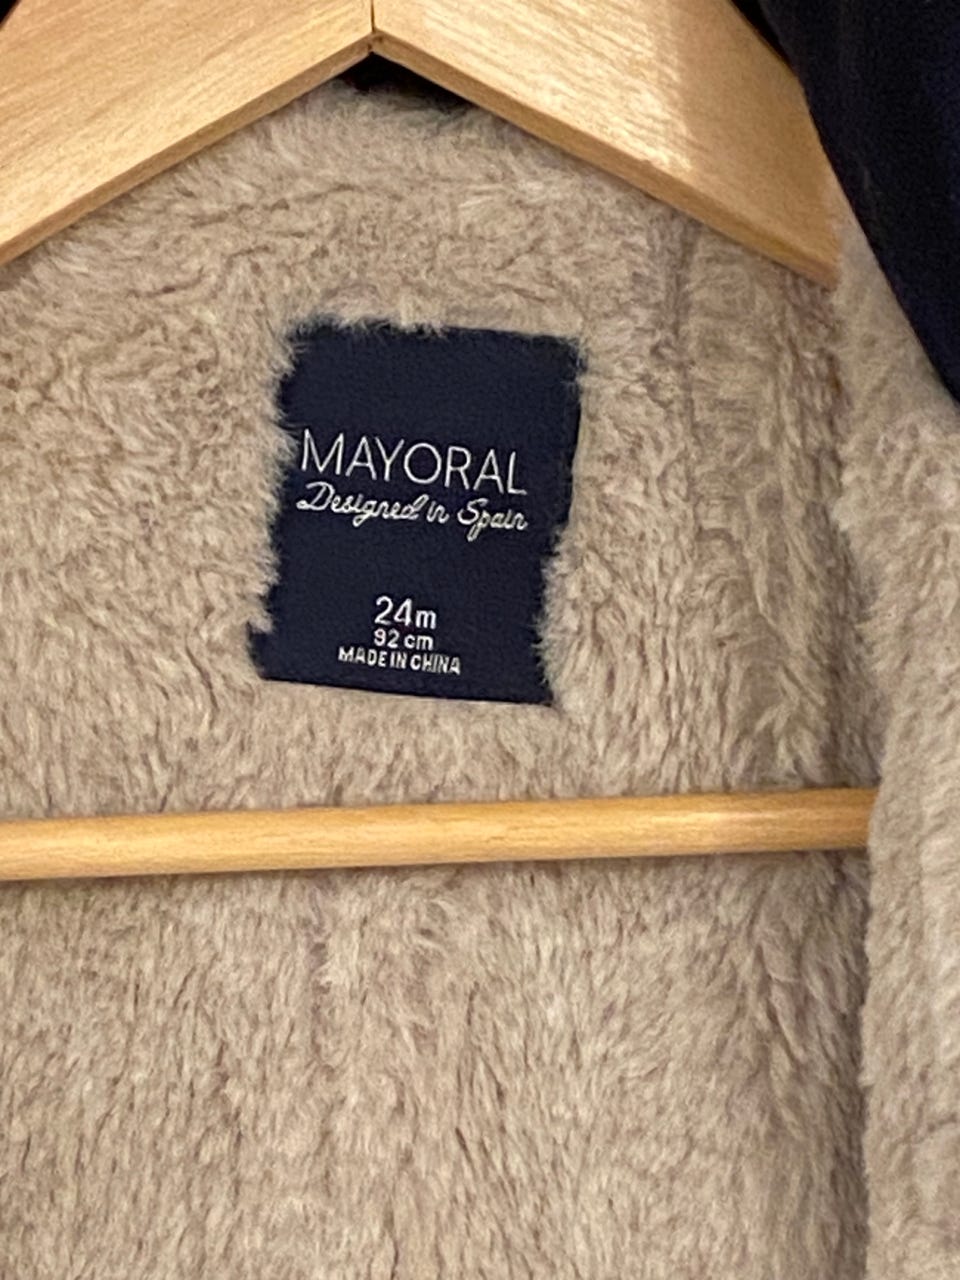 MAYORAL
Designed in Spain
24m
92 cm
MADE IN CHINA